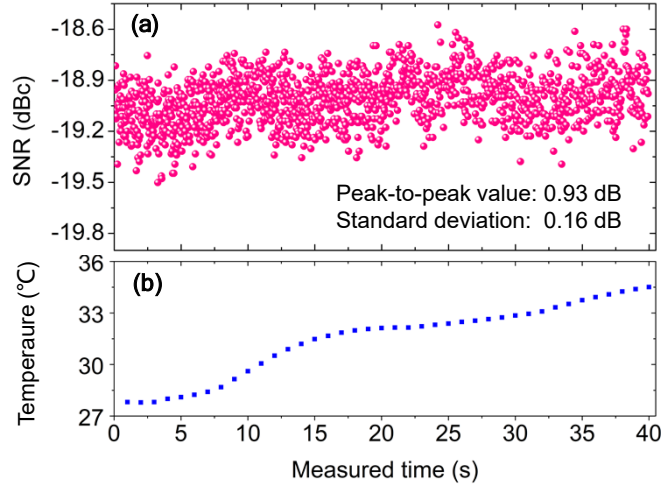 (a)
-18.6
-18.9
-19.2
-19.5
-19.8
SNR (dBc)
Peak-to-peak value: 0.93 dB
Standard deviation: 0.16 dB
(b)
36
33
30
27
Temperaure (℃)
0 5 10 15 20 25 30 35 40
Measured time (s)